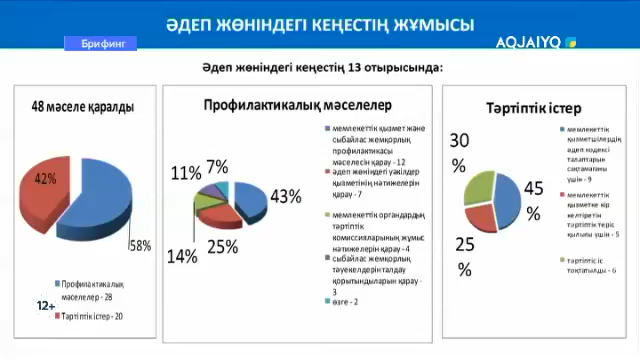 ӘДЕП ЖӨНІНДЕГІ КЕҢЕСТІҢ ЖҰМЫСЫ
Брифинг
AQJAIYQ
Әдеп жөніндегі кеңестің 13 отырысында:
48 мәселе қаралды
42%
58%
Профилактикалық
мәселелер - 28
Тәртіптік істер - 20
12+
Профилактикалық мәселелер
11%
7%
43%
14%
25%
мемлекеттік қызмет және
сыбайлас жемқорлық
профилактикасы
мәселесін қарау - 12
әдеп жөніндегі уәкілдер
қызметінің нәтижелерін
қарау - 7
мемлекеттік органдардың
тәртіптік
комиссияларының жұмыс
нәтижелерін қарау - 4
сыбайлас жемқорлық
тәуекелдерін талдау
қорытындыларын қарау -
3
өзге - 2
Тәртіптік істер
30
%
45
%
25
%
мемлекеттік
қызметшілердің
әдеп кодексі
талаптарын
сақтамағаны
үшін - 9
мемлекеттік
қызметке кір
келтіретін
тәртіптік теріс
қылығы үшін - 5
тәртіптік іс
тоқтатылды - 6